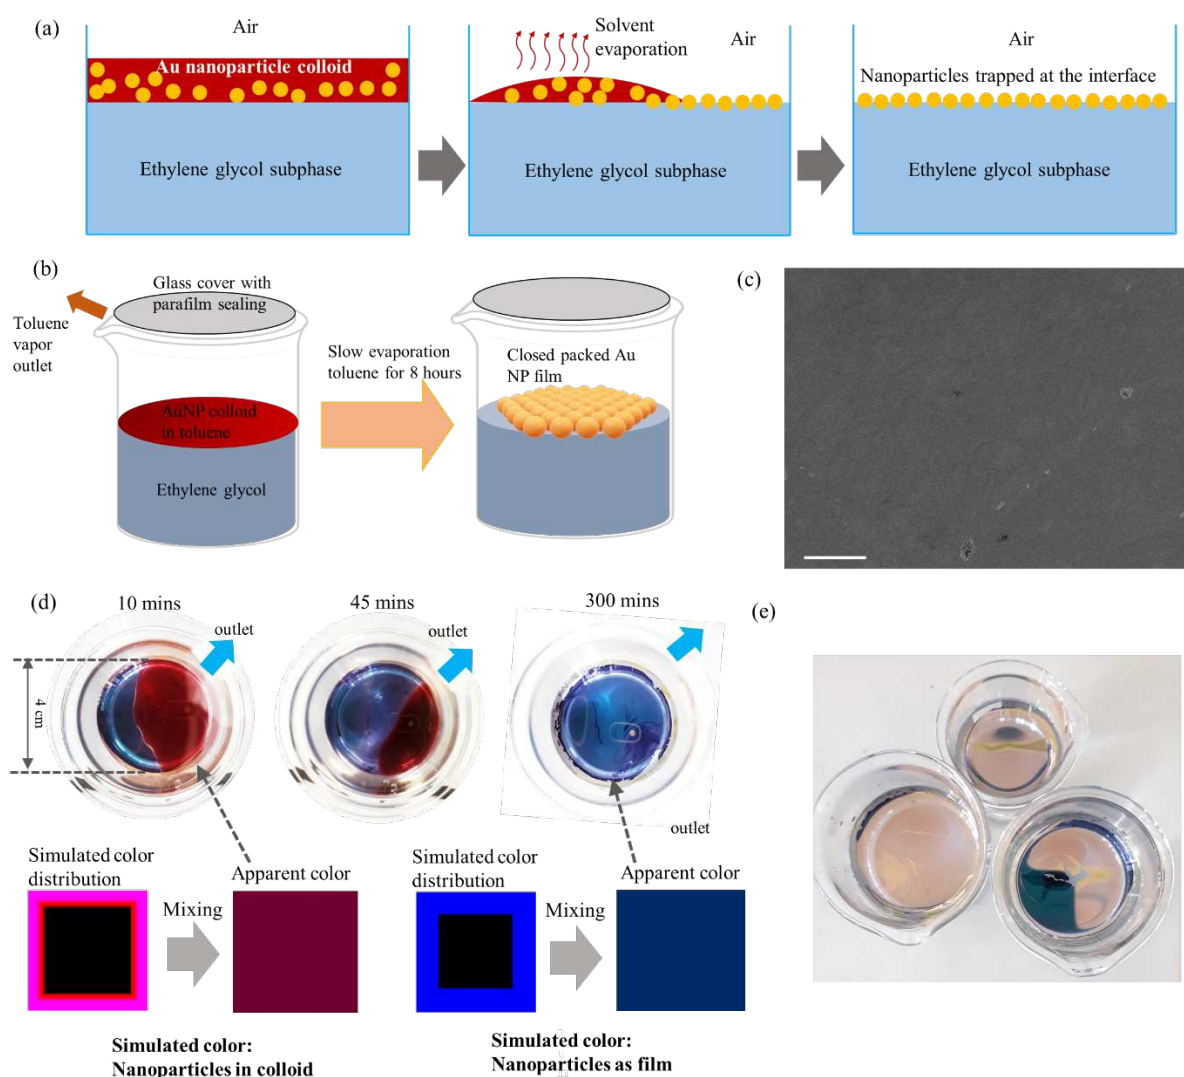 (a)
Air
Au nanoparticle colloid
Ethylene glycol subphase
Solvent
evaporation
Air
Ethylene glycol subphase
Air
Nanoparticles trapped at the interface
Ethylene glycol subphase
(b)
Glass cover with
parafilm sealing
Toluene
vapor
outlet
AuNP colloid
in toluene
Ethylene glycol
Slow evaporation
toluene for 8 hours
Closed packed Au
NP film
(c)
(d)
10 mins
outlet
4 cm
45 mins
outlet
300 mins
outlet
Simulated color
distribution
Mixing
Apparent color
Simulated color:
Nanoparticles in colloid
Simulated color
distribution
Mixing
Apparent color
Simulated color:
Nanoparticles as film
(e)